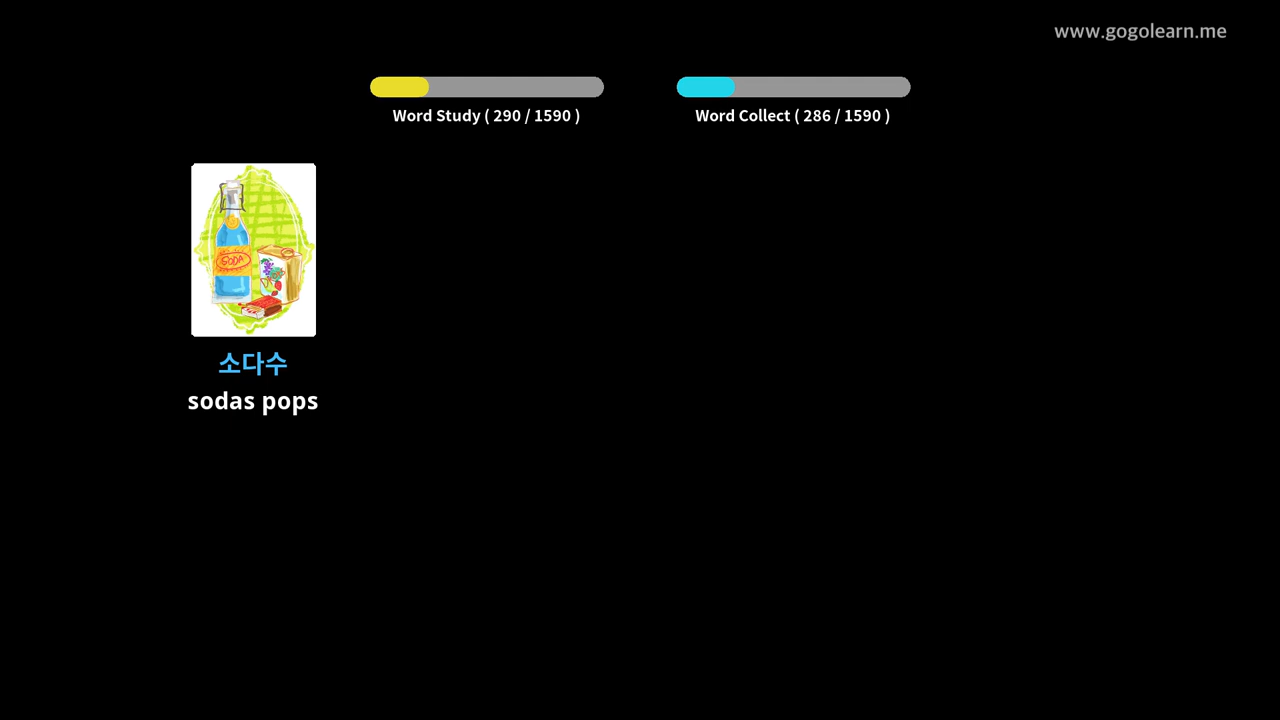 www.gogolearn.me
Word Study ( 290 / 1590 )
Word Collect ( 286 / 1590 )
SODA
소다수
sodas pops